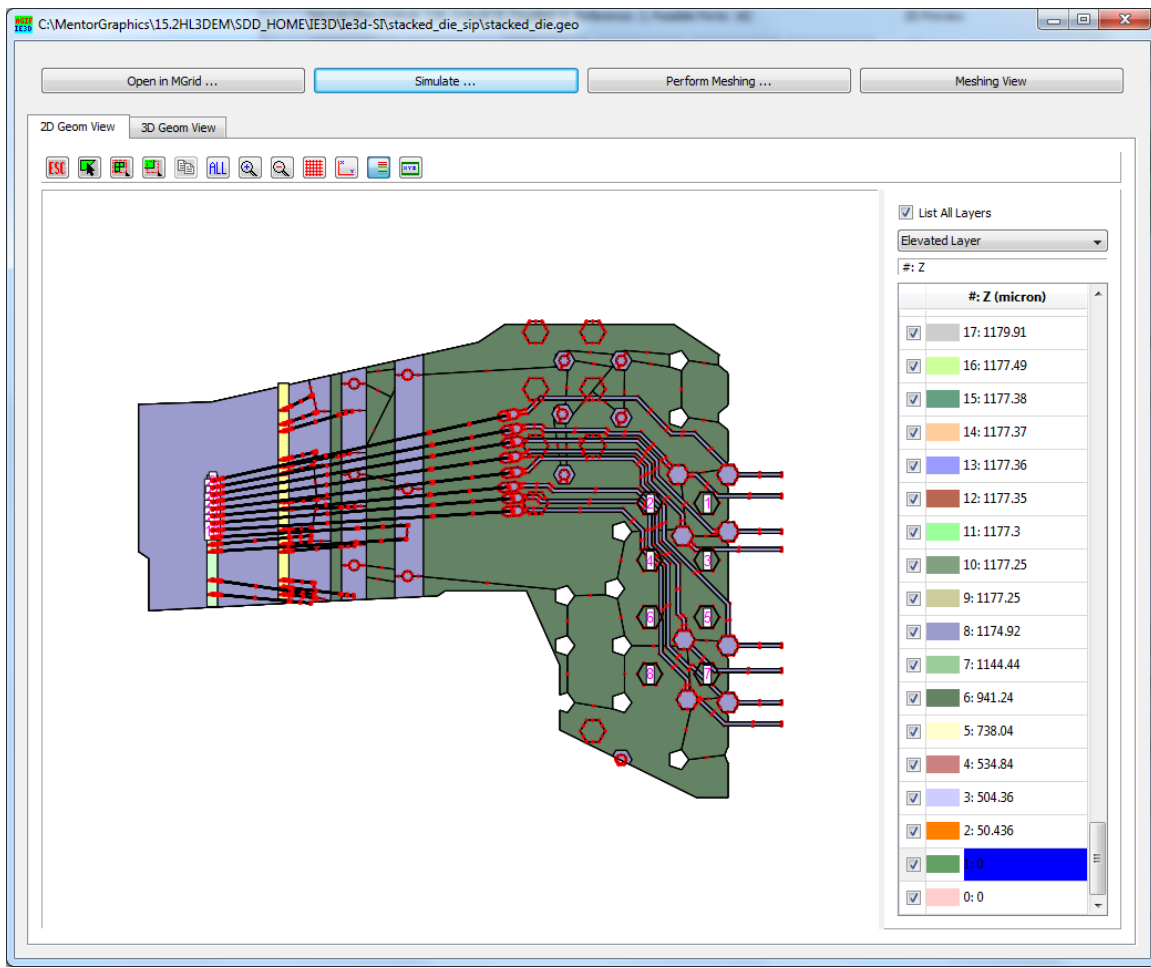 C:\MentorGraphics\15.2HL3DEM\SDD_HOME\IE3D\Ie3d-SI\stacked_die_sip\stacked_die.geo
Open in MGrid ...
Simulate ...
Perform Meshing ...
Meshing View
2D Geom View
3D Geom View
ESC
ALL
List All Layers
Elevated Layer
#: Z
#: Z (micron)
17: 1179.91
16: 1177.49
15: 1177.38
14: 1177.37
13: 1177.36
12: 1177.35
11: 1177.3
10: 1177.25
9: 1177.25
8: 1174.92
7: 1144.44
6: 941.24
5: 738.04
4: 534.84
3: 504.36
2: 50.436
1: 0
0: 0
2 1
4 3
6 5
8 7